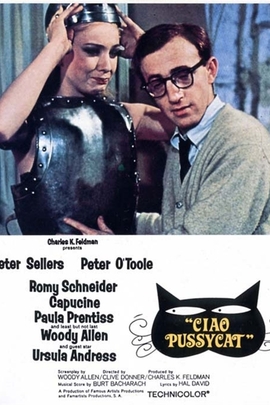 Charles K. Feldman
eter Sellers Peter O'Toole
Romy Schneider
Capucine
Paula Prentiss
and least but not last
Woody Allen
and guest star
Ursula Andress
"CIAO
PUSSYCAT"
Screenplay by Directed by Produced by
WOODY ALLEN/CLIVE DONNER/CHARLES K. FELDMAN
Musical Score by BURT BACHARACH Lyrics by HAL DAVID
A Production of Famous Artists Productions
and Famartists Productions, S. A.
TECHNICOLOR®